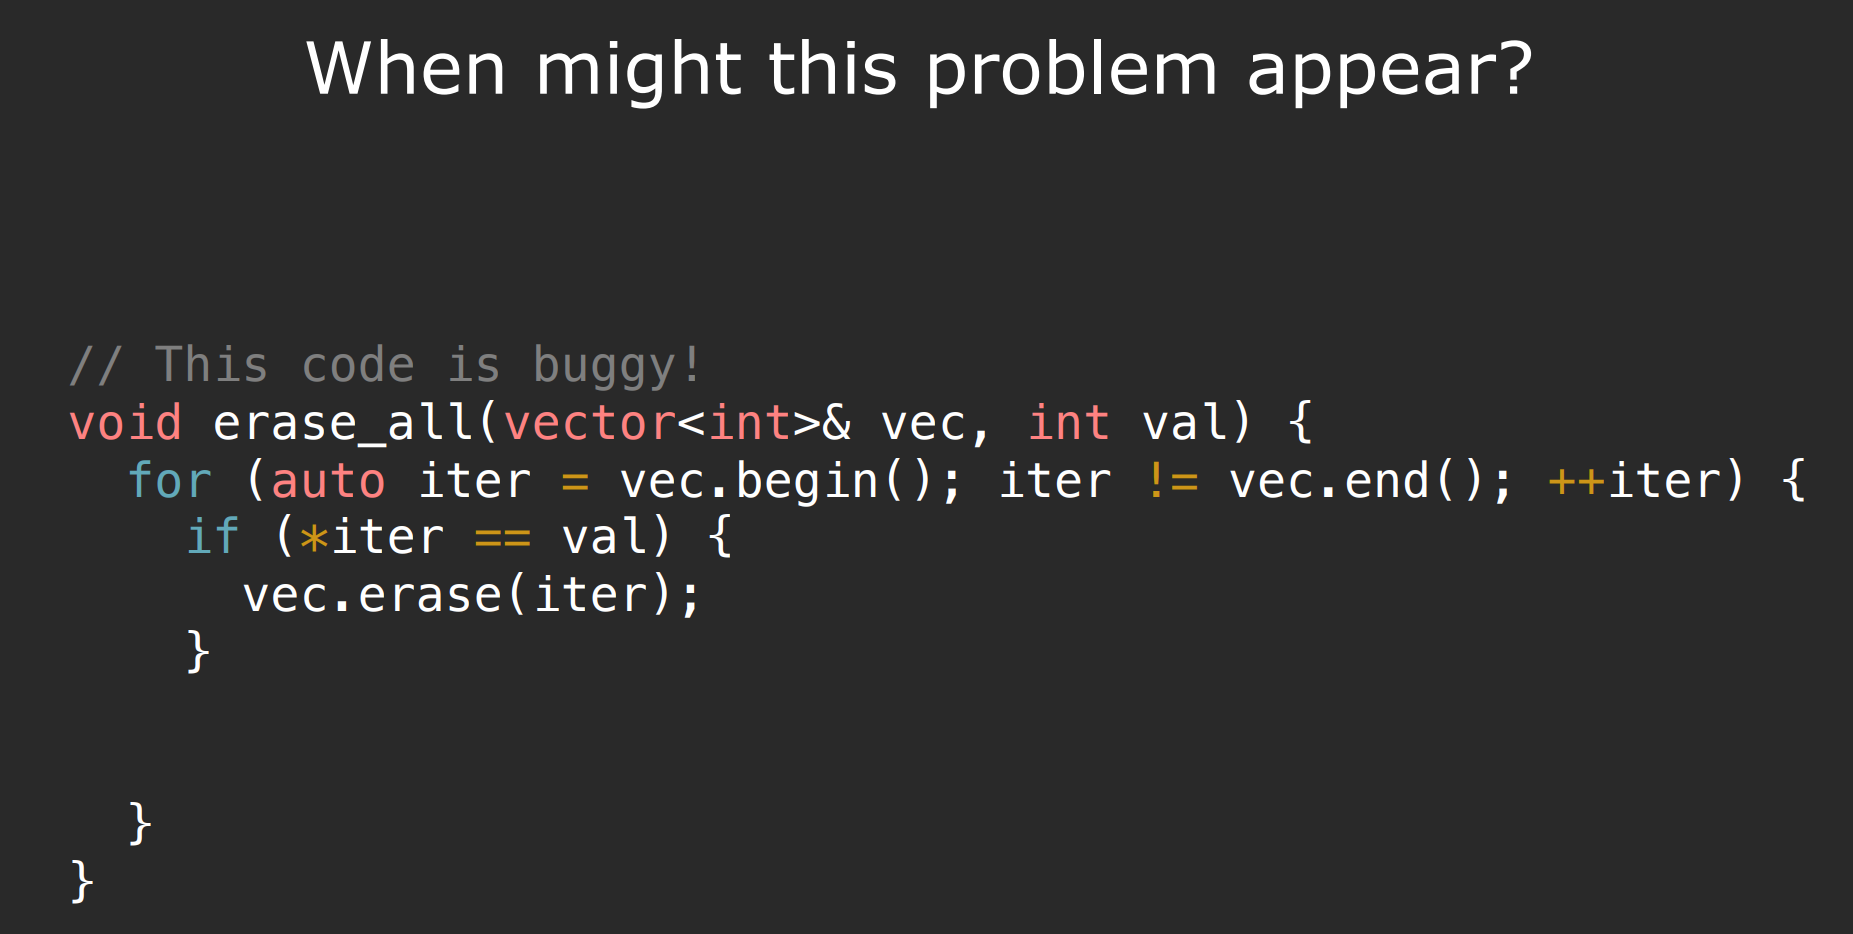 When might this problem appear?
// This code is buggy!
void erase_all(vector<int>& vec, int val) {
  for (auto iter = vec.begin(); iter != vec.end(); ++iter) {
    if (*iter == val) {
      vec.erase(iter);
    }
  }
}